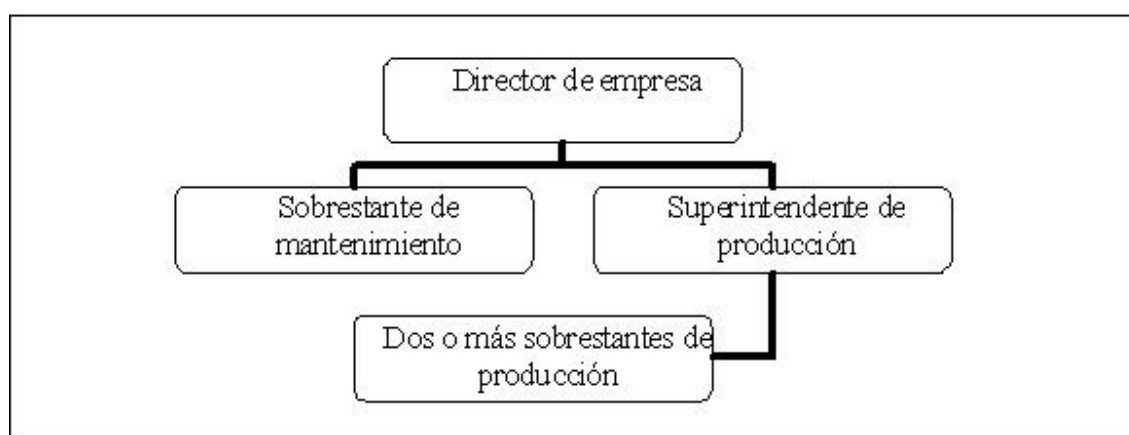 Director de empresa
Sobrestante de
mantenimiento
Superintendente de
producción
Dos o más sobrestantes de
producción